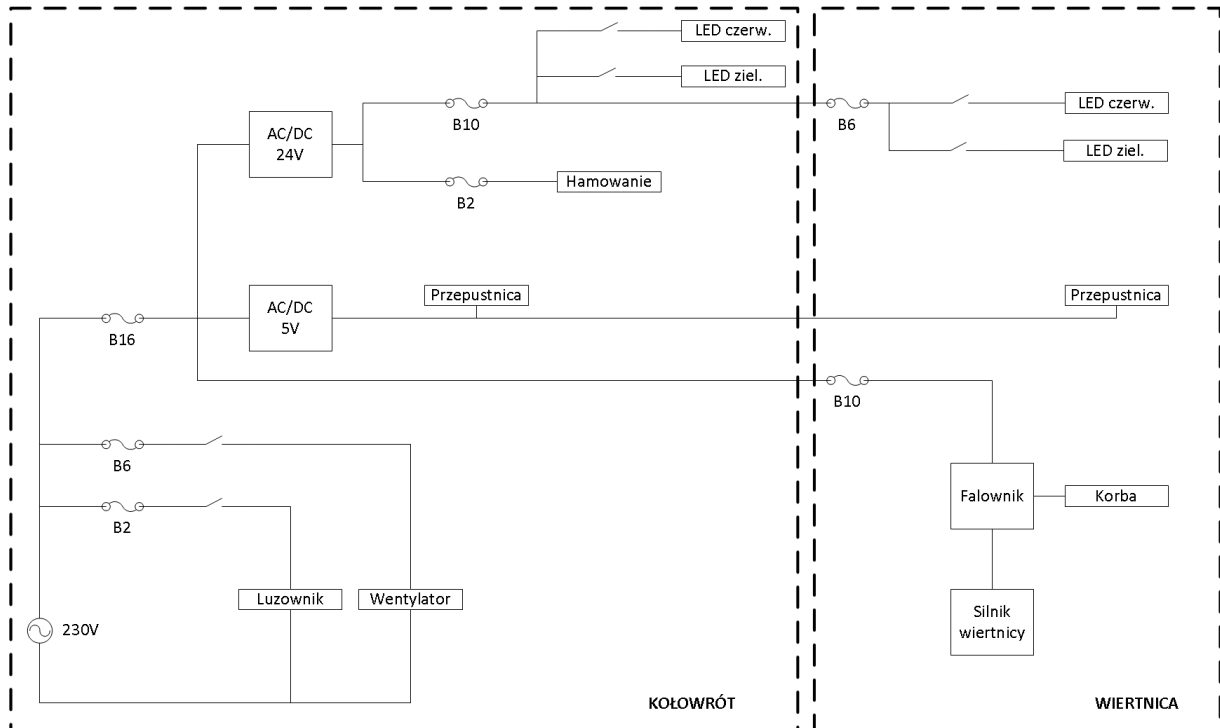 LED czerw.
LED ziel.
B10
B6
LED czerw.
LED ziel.
AC/DC
24V
B2
Hamowanie
Przepustnica
Przepustnica
AC/DC
5V
B16
B10
B6
B2
Falownik
Korba
Luzownik
Wentylator
Silnik
wiertnicy
230V
KOŁOWRÓT
WIERTNICA